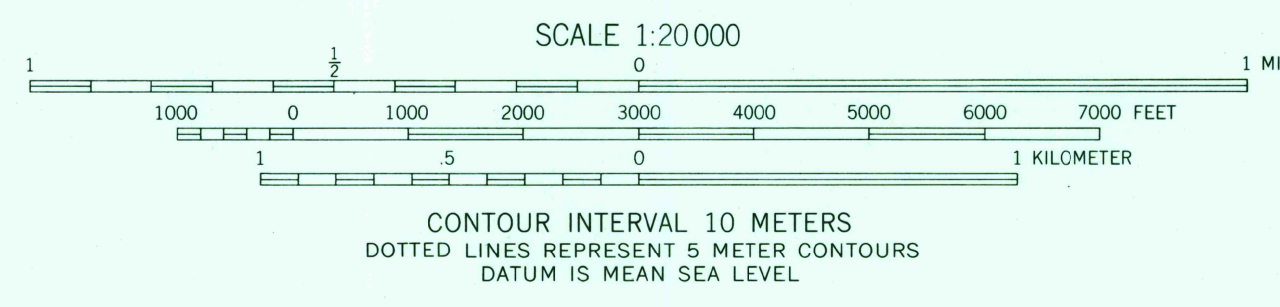 SCALE 1:20 000
1 ½ 0 1 MI
1000 0 1000 2000 3000 4000 5000 6000 7000 FEET
1 .5 0 1 KILOMETER
CONTOUR INTERVAL 10 METERS
DOTTED LINES REPRESENT 5 METER CONTOURS
DATUM IS MEAN SEA LEVEL